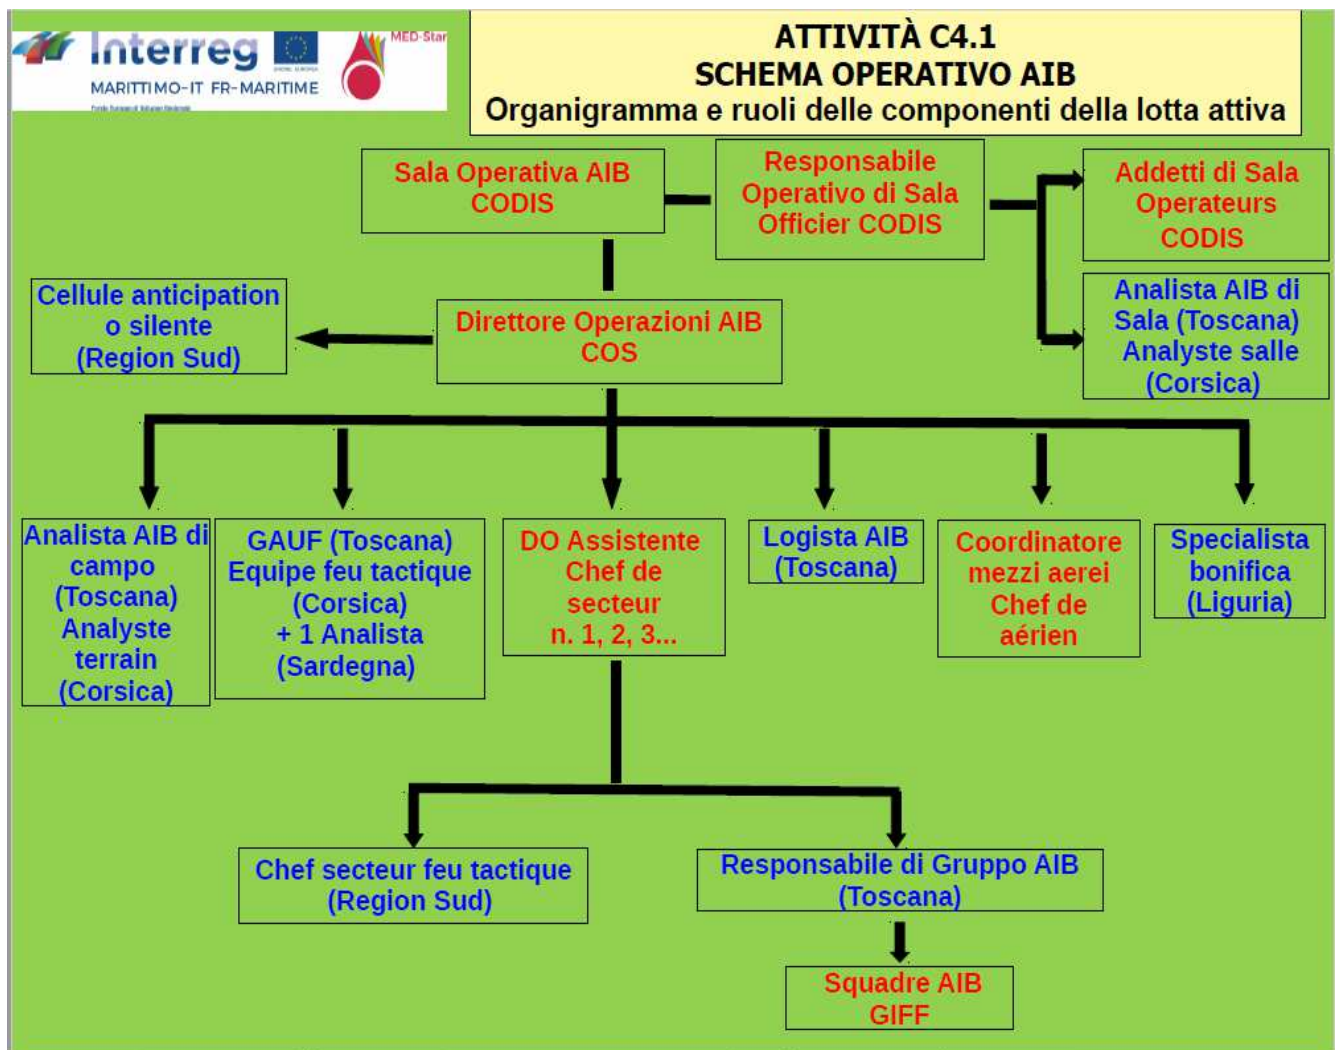 Interreg
MARITTIMO-IT FR-MARITIME
Fondo Europeo di Sviluppo Regionale
MED-Star
ATTIVITÀ C4.1
SCHEMA OPERATIVO AIB
Organigramma e ruoli delle componenti della lotta attiva
Sala Operativa AIB
CODIS
Responsabile
Operativo di Sala
Officier CODIS
Addetti di Sala
Operateurs
CODIS
Cellule anticipation
o silente
(Region Sud)
Direttore Operazioni AIB
COS
Analista AIB di
Sala (Toscana)
Analyste salle
(Corsica)
Analista AIB di
campo
(Toscana)
Analyste
terrain
(Corsica)
GAUF (Toscana)
Equipe feu tactique
(Corsica)
+ 1 Analista
(Sardegna)
DO Assistente
Chef de
secteur
n. 1, 2, 3...
Logista AIB
(Toscana)
Coordinatore
mezzi aerei
Chef de
aérien
Specialista
bonifica
(Liguria)
Chef secteur feu tactique
(Region Sud)
Responsabile di Gruppo AIB
(Toscana)
Squadre AIB
GIFF